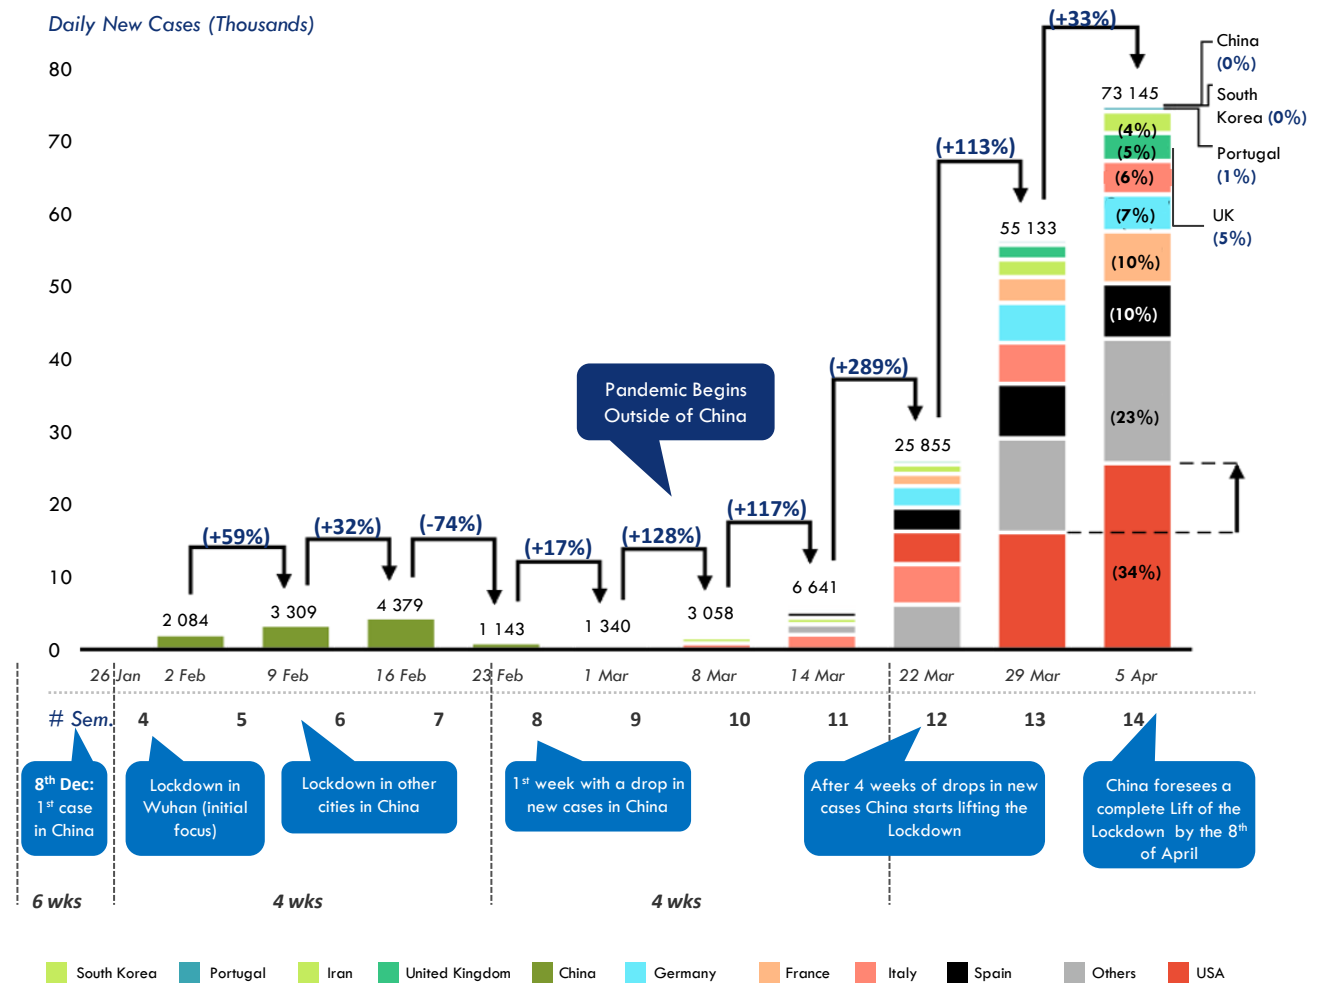 Daily New Cases (Thousands)
(+33%)
China
(0%)
80
73 145
South
Korea (0%)
(4%)
70
(+113%)
(5%)
Portugal
(1%)
(6%)
60
(7%)
UK
(5%)
55 133
(10%)
50
(10%)
40
(+289%)
Pandemic Begins
Outside of China
(23%)
30
25 855
20
(+59%)
(+32%)
(-74%)
(+17%)
(+128%)
(+117%)
10
(34%)
2 084
3 309
4 379
1 143
1 340
3 058
6 641
0
26 Jan
2 Feb
9 Feb
16 Feb
23 Feb
1 Mar
8 Mar
14 Mar
22 Mar
29 Mar
5 Apr
# Sem.
4
5
6
7
8
9
10
11
12
13
14
8th Dec:
1st case
in China
Lockdown in
Wuhan (initial
focus)
Lockdown in other
cities in China
1st week with a drop in
new cases in China
After 4 weeks of drops in new
cases China starts lifting the
Lockdown
China foresees a
complete Lift of the
Lockdown by the 8th
of April
6 wks
4 wks
4 wks
South Korea
Portugal
Iran
United Kingdom
China
Germany
France
Italy
Spain
Others
USA